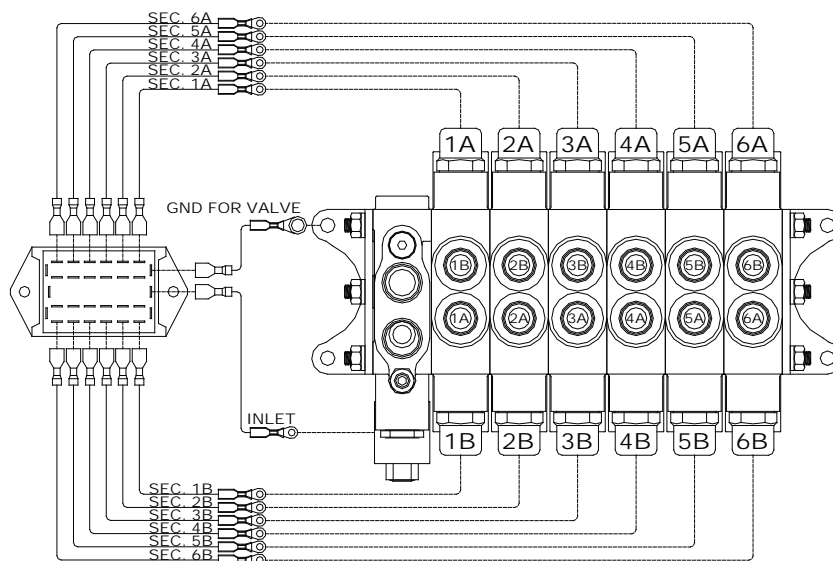 SEC. 6A
SEC. 5A
SEC. 4A
SEC. 3A
SEC. 2A
SEC. 1A
1A 2A 3A 4A 5A 6A
GND FOR VALVE
1B 2B 3B 4B 5B 6B
1A 2A 3A 4A 5A 6A
INLET
1B 2B 3B 4B 5B 6B
SEC. 1B
SEC. 2B
SEC. 3B
SEC. 4B
SEC. 5B
SEC. 6B